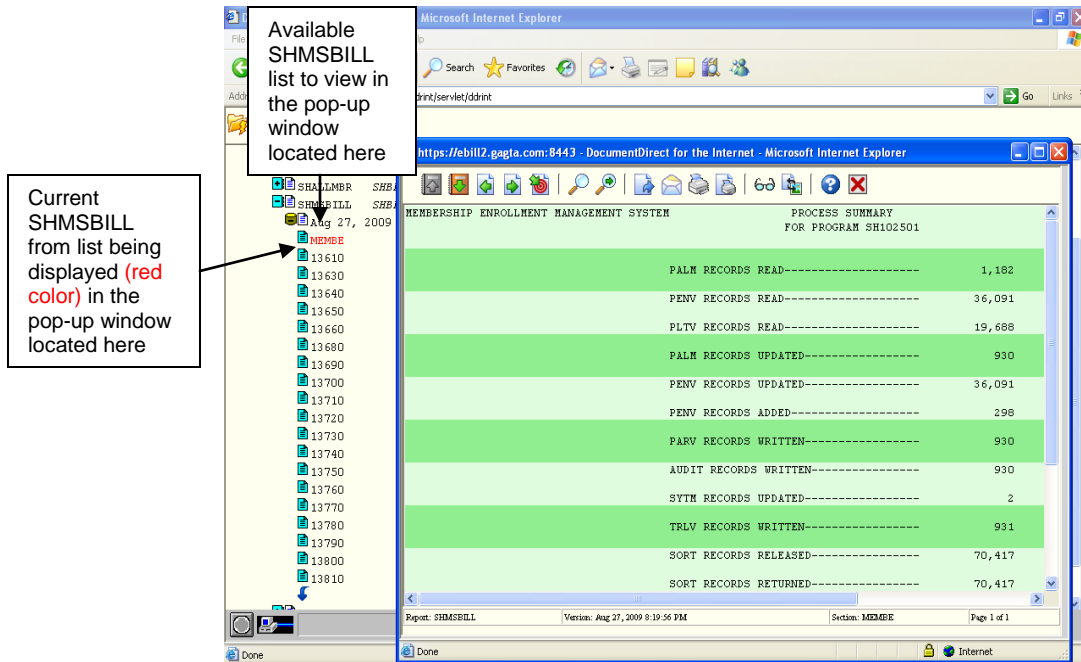 Microsoft Internet Explorer
Available
SHMSBILL
list to view in
the pop-up
window
located here
Search Favorites
drint/servlet/ddrint
Go Links
https://ebill2.gagta.com:8443 - DocumentDirect for the Internet - Microsoft Internet Explorer
Current
SHMSBILL
from list being
displayed (red
color) in the
pop-up window
located here
SHALLMBR
SHMSBILL
Aug 27, 2009
MEMBE
13610
13630
13640
13650
13660
13680
13690
13700
13710
13720
13730
13740
13750
13760
13770
13780
13790
13800
13810
MEMBERSHIP ENROLLMENT MANAGEMENT SYSTEM PROCESS SUMMARY
FOR PROGRAM SH102501
PALM RECORDS READ-------------------- 1,182
PENV RECORDS READ-------------------- 36,091
PLTV RECORDS READ-------------------- 19,688
PALM RECORDS UPDATED----------------- 930
PENV RECORDS UPDATED----------------- 36,091
PENV RECORDS ADDED------------------- 298
PARV RECORDS WRITTEN----------------- 930
AUDIT RECORDS WRITTEN---------------- 930
SYTM RECORDS UPDATED----------------- 2
TRLV RECORDS WRITTEN----------------- 931
SORT RECORDS RELEASED---------------- 70,417
SORT RECORDS RETURNED---------------- 70,417
Report: SHMSBILL Version: Aug 27, 2009 8:19:56 PM Section: MEMBE Page 1 of 1
Done
Done Internet